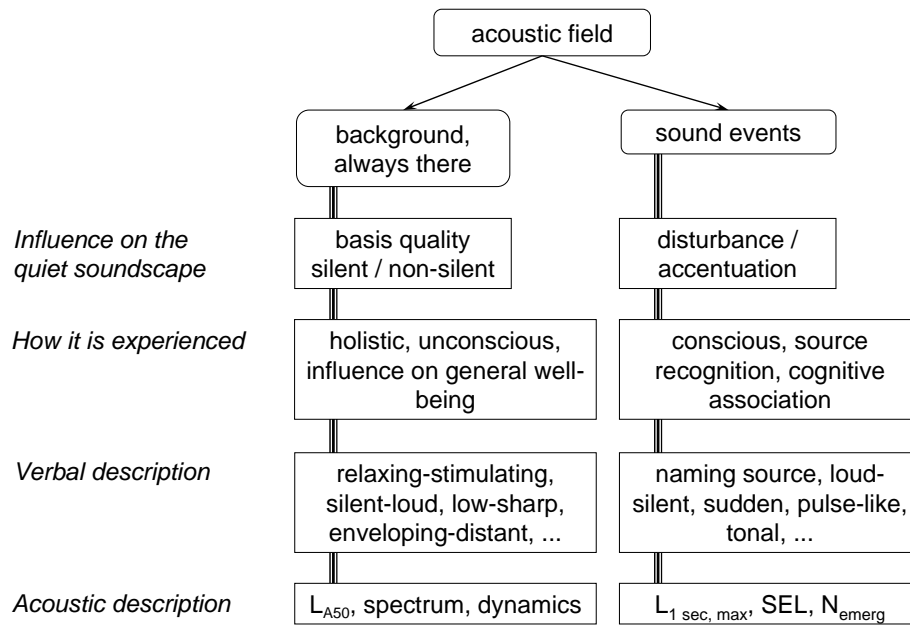 acoustic field
background,
always there
sound events
Influence on the
quiet soundscape
basis quality
silent / non-silent
disturbance /
accentuation
How it is experienced
holistic, unconscious,
influence on general well-
being
conscious, source
recognition, cognitive
association
Verbal description
relaxing-stimulating,
silent-loud, low-sharp,
enveloping-distant, ...
naming source, loud-
silent, sudden, pulse-like,
tonal, ...
Acoustic description
LA50, spectrum, dynamics
L1 sec, max, SEL, Nemerg